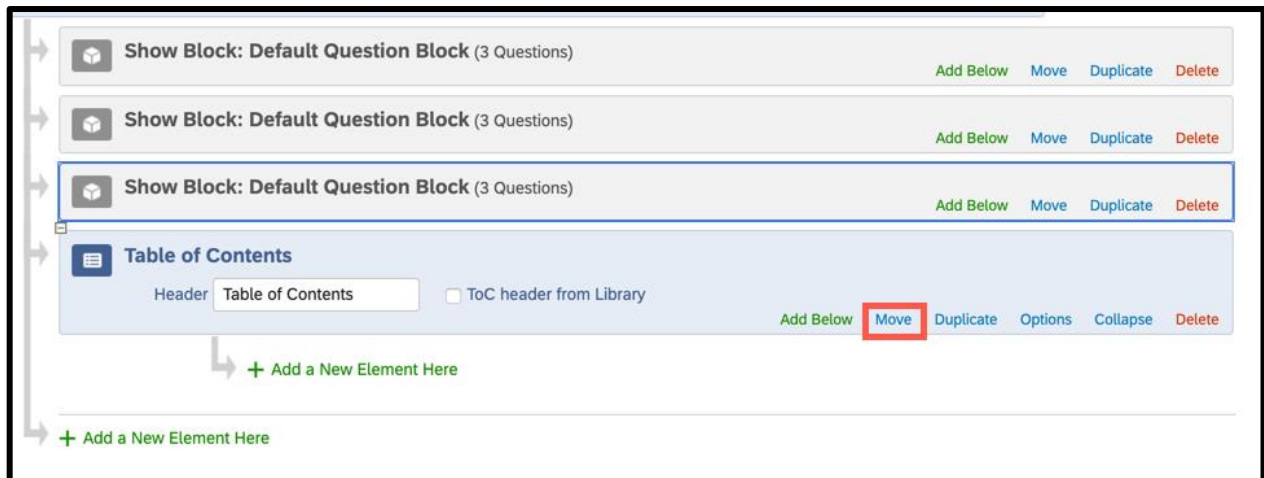 Show Block: Default Question Block (3 Questions)
Add Below Move Duplicate Delete
Show Block: Default Question Block (3 Questions)
Add Below Move Duplicate Delete
Show Block: Default Question Block (3 Questions)
Add Below Move Duplicate Delete
Table of Contents
Header Table of Contents ToC header from Library
Add Below Move Duplicate Options Collapse Delete
+ Add a New Element Here
+ Add a New Element Here